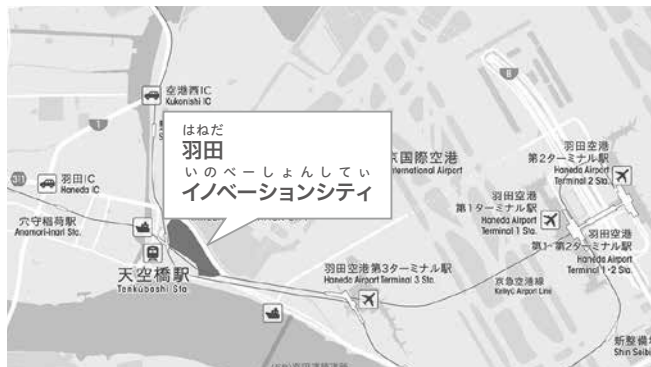 空港西IC
Kukonishi IC
1
311
羽田IC
Haneda IC
穴守稲荷駅
Anamori-inari Sta.
天空橋駅
Tenkūbashi Sta.
はねだ
羽田
いのべーしょんしてぃ
イノベーションシティ
京国際空港
International Airport
8
羽田空港
第2ターミナル駅
Haneda Airport
Terminal 2 Sta.
羽田空港
第1ターミナル駅
Haneda Airport
Terminal 1 Sta.
羽田空港
第1・第2ターミナル駅
Haneda Airport
Terminal 1・2 Sta.
羽田空港第3ターミナル駅
Haneda Airport Terminal 3 Sta.
京急空港線
Keikyū Airport Line
新整備場
Shin Seibi